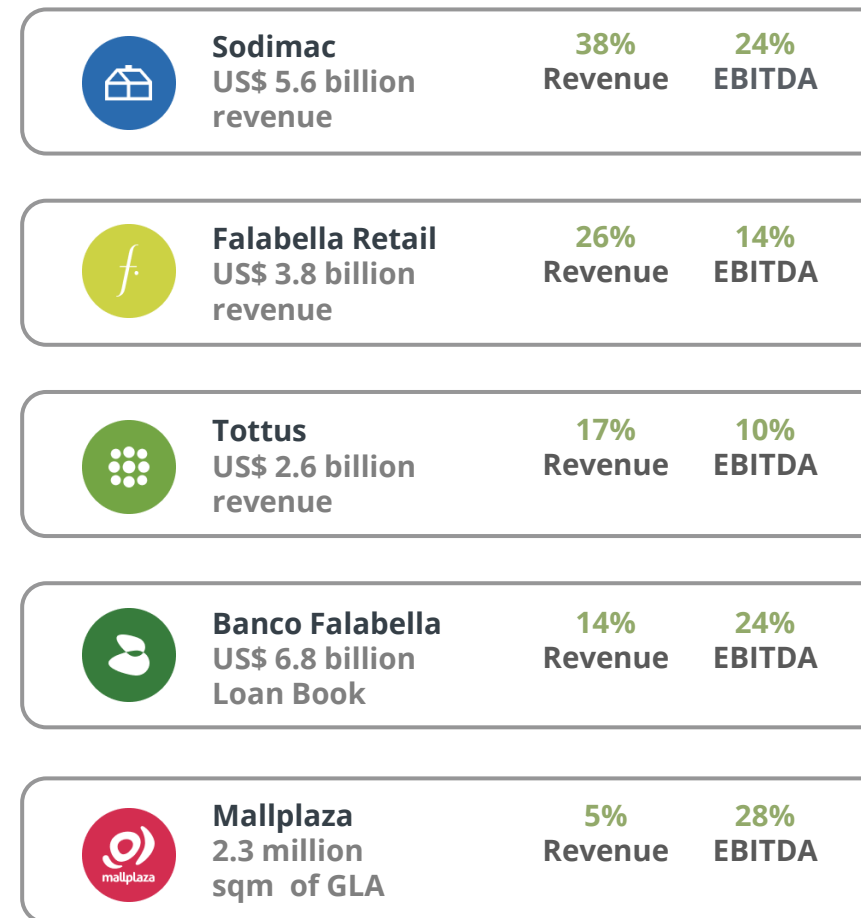 Sodimac
US$ 5.6 billion
revenue
38%
Revenue
24%
EBITDA
f.
Falabella Retail
US$ 3.8 billion
revenue
26%
Revenue
14%
EBITDA
Tottus
US$ 2.6 billion
revenue
17%
Revenue
10%
EBITDA
Banco Falabella
US$ 6.8 billion
Loan Book
14%
Revenue
24%
EBITDA
mallplaza
Mallplaza
2.3 million
sqm of GLA
5%
Revenue
28%
EBITDA